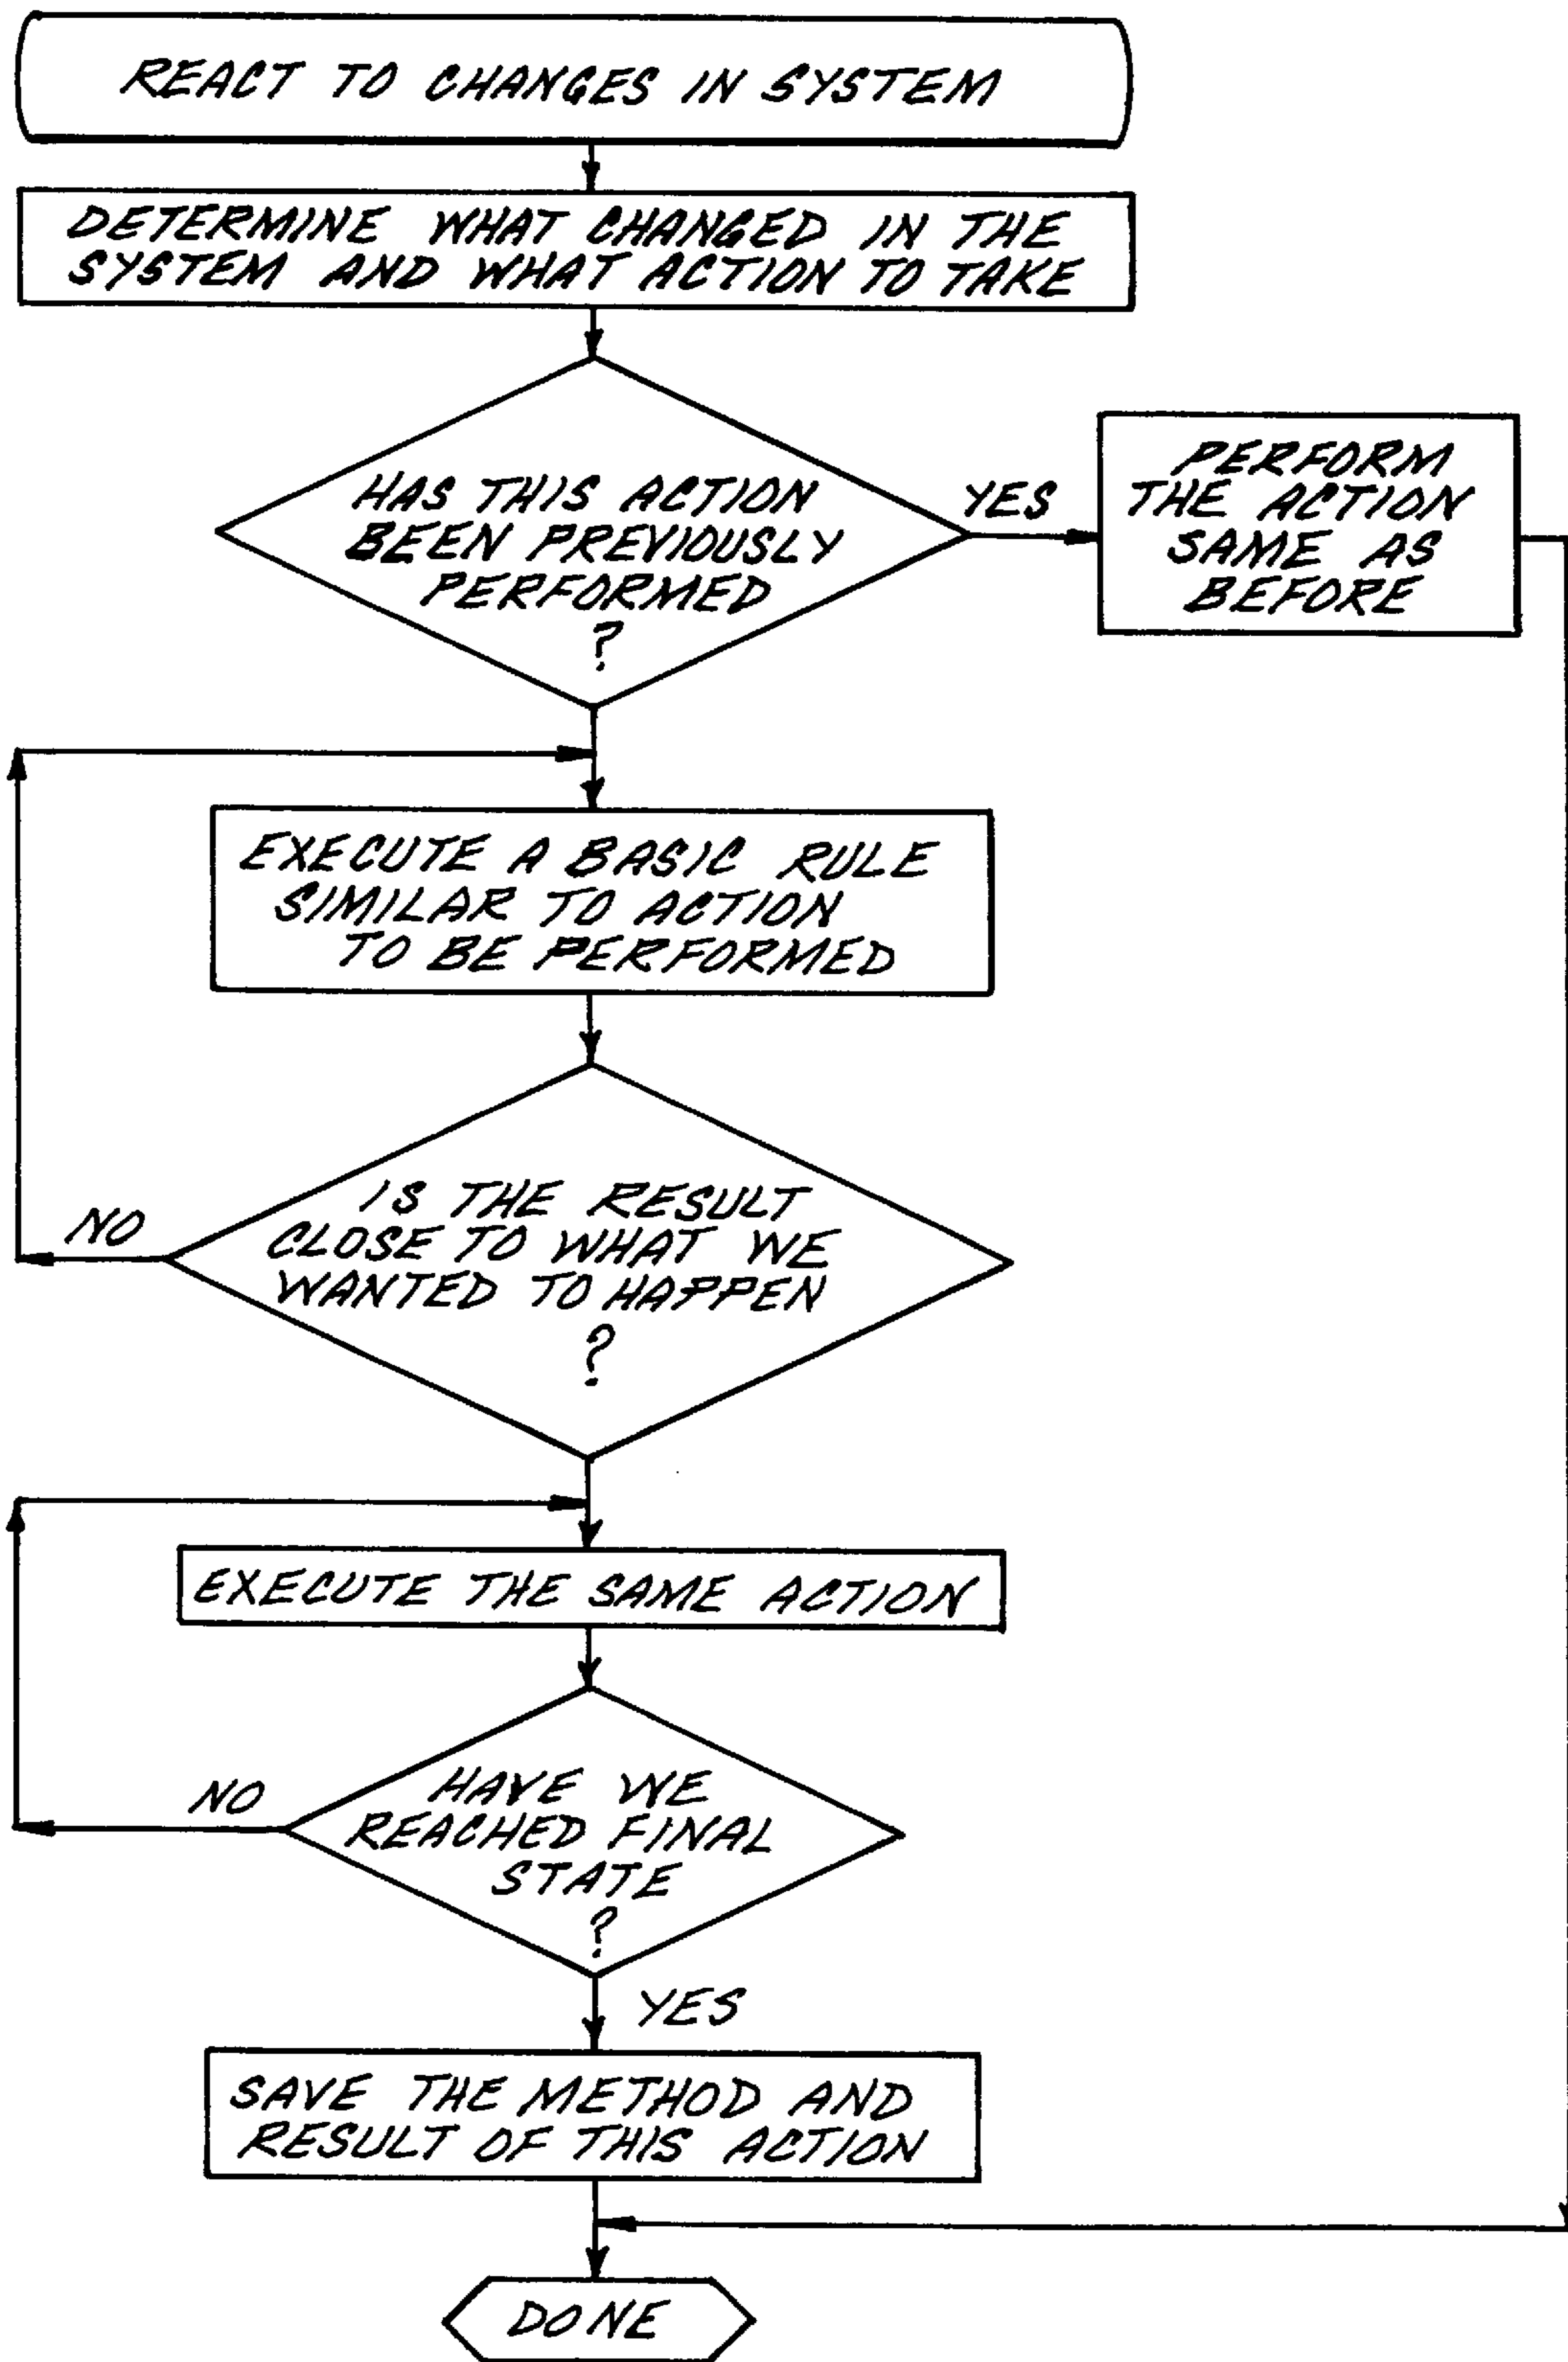 REACT TO CHANGES IN SYSTEM
DETERMINE WHAT CHANGED IN THE
SYSTEM AND WHAT ACTION TO TAKE
HAS THIS ACTION
BEEN PREVIOUSLY
PERFORMED
?
YES
PERFORM
THE ACTION
SAME AS
BEFORE
EXECUTE A BASIC RULE
SIMILAR TO ACTION
TO BE PERFORMED
IS THE RESULT
CLOSE TO WHAT WE
WANTED TO HAPPEN
?
NO
EXECUTE THE SAME ACTION
HAVE WE
REACHED FINAL
STATE
?
NO
YES
SAVE THE METHOD AND
RESULT OF THIS ACTION
DONE